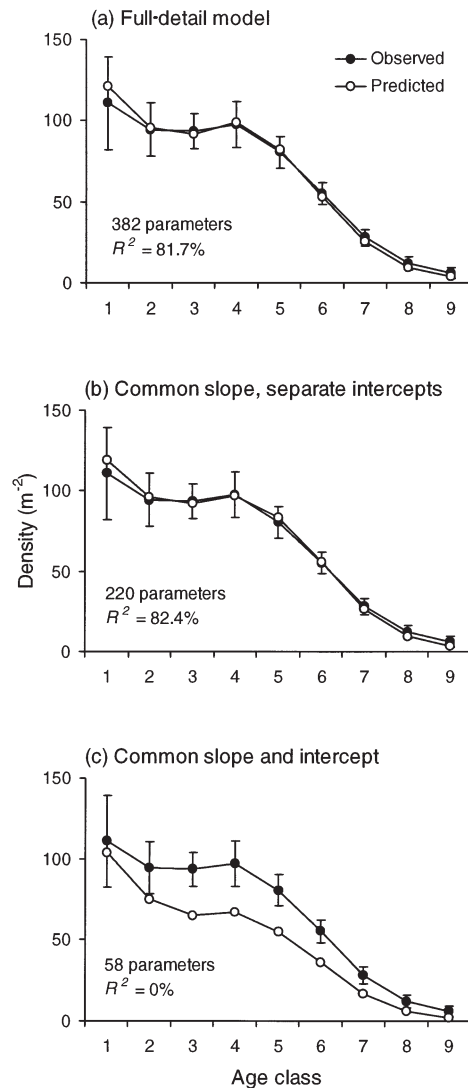 (a) Full-detail model
150
100
50
0
Observed
Predicted
382 parameters
R² = 81.7%
1 2 3 4 5 6 7 8 9
(b) Common slope, separate intercepts
150
100
50
0
Density (m⁻²)
220 parameters
R² = 82.4%
1 2 3 4 5 6 7 8 9
(c) Common slope and intercept
150
100
50
0
58 parameters
R² = 0%
1 2 3 4 5 6 7 8 9
Age class